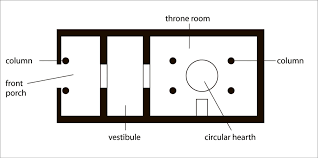 throne room
column
column
front
porch
vestibule
circular hearth